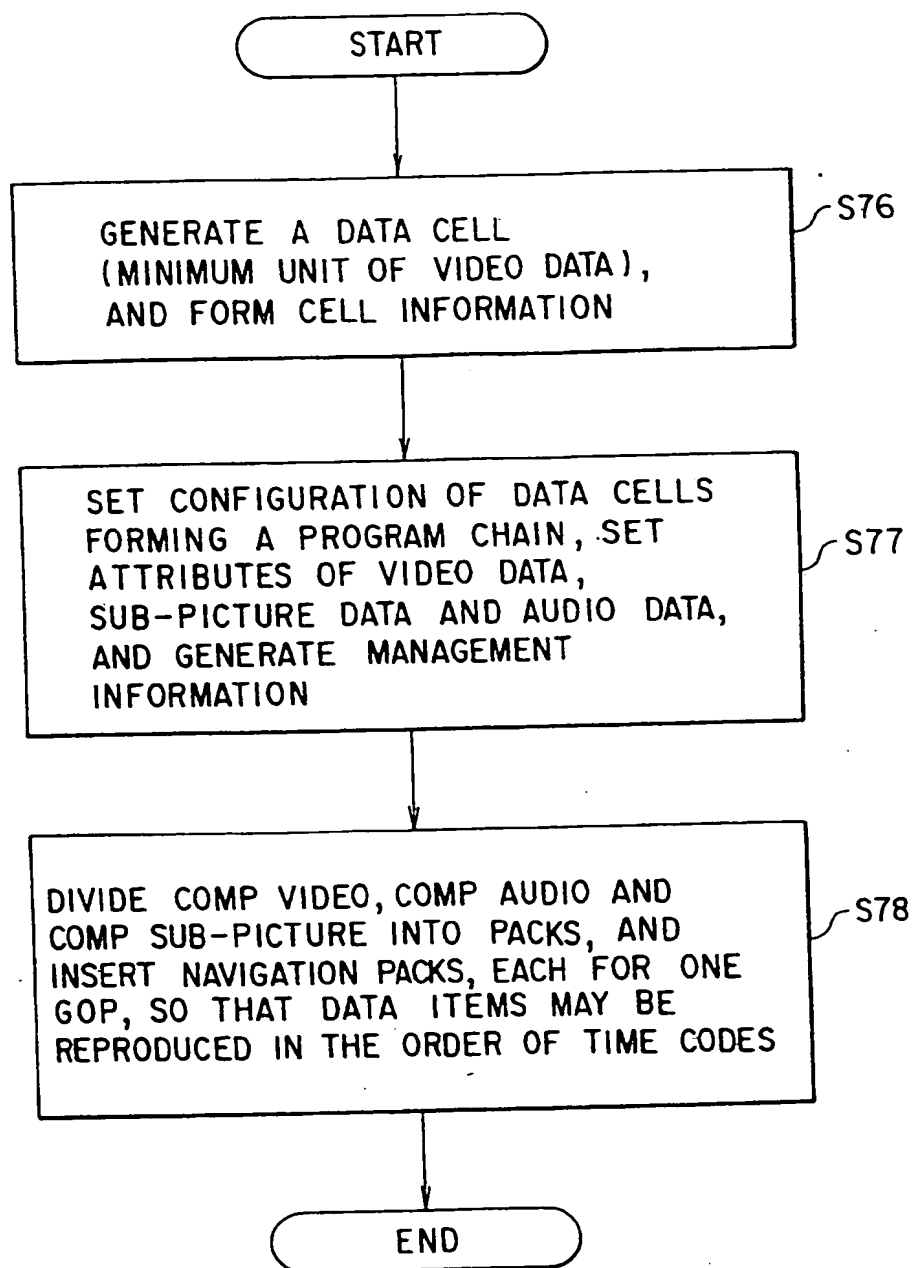 START
GENERATE A DATA CELL
(MINIMUM UNIT OF VIDEO DATA),
AND FORM CELL INFORMATION
S76
SET CONFIGURATION OF DATA CELLS
FORMING A PROGRAM CHAIN, SET
ATTRIBUTES OF VIDEO DATA,
SUB-PICTURE DATA AND AUDIO DATA,
AND GENERATE MANAGEMENT
INFORMATION
S77
DIVIDE COMP VIDEO, COMP AUDIO AND
COMP SUB-PICTURE INTO PACKS, AND
INSERT NAVIGATION PACKS, EACH FOR ONE
GOP, SO THAT DATA ITEMS MAY BE
REPRODUCED IN THE ORDER OF TIME CODES
S78
END